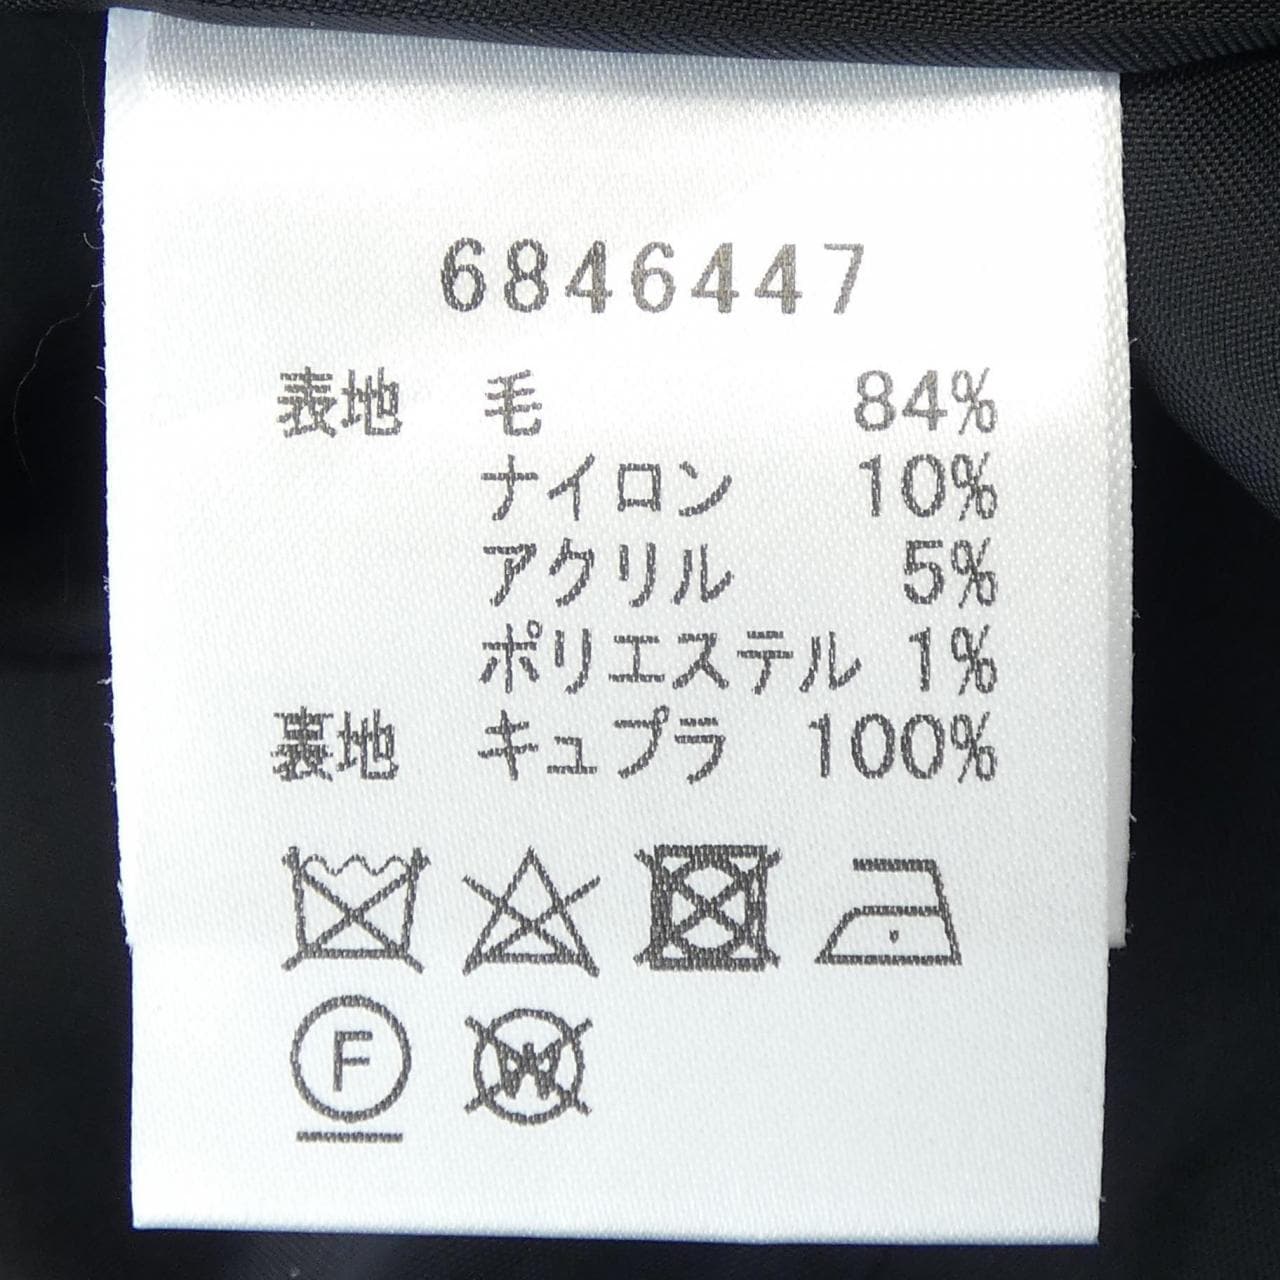 6846447
表地 毛 84%
ナイロン 10%
アクリル 5%
ポリエステル 1%
裏地 キュプラ 100%
F W